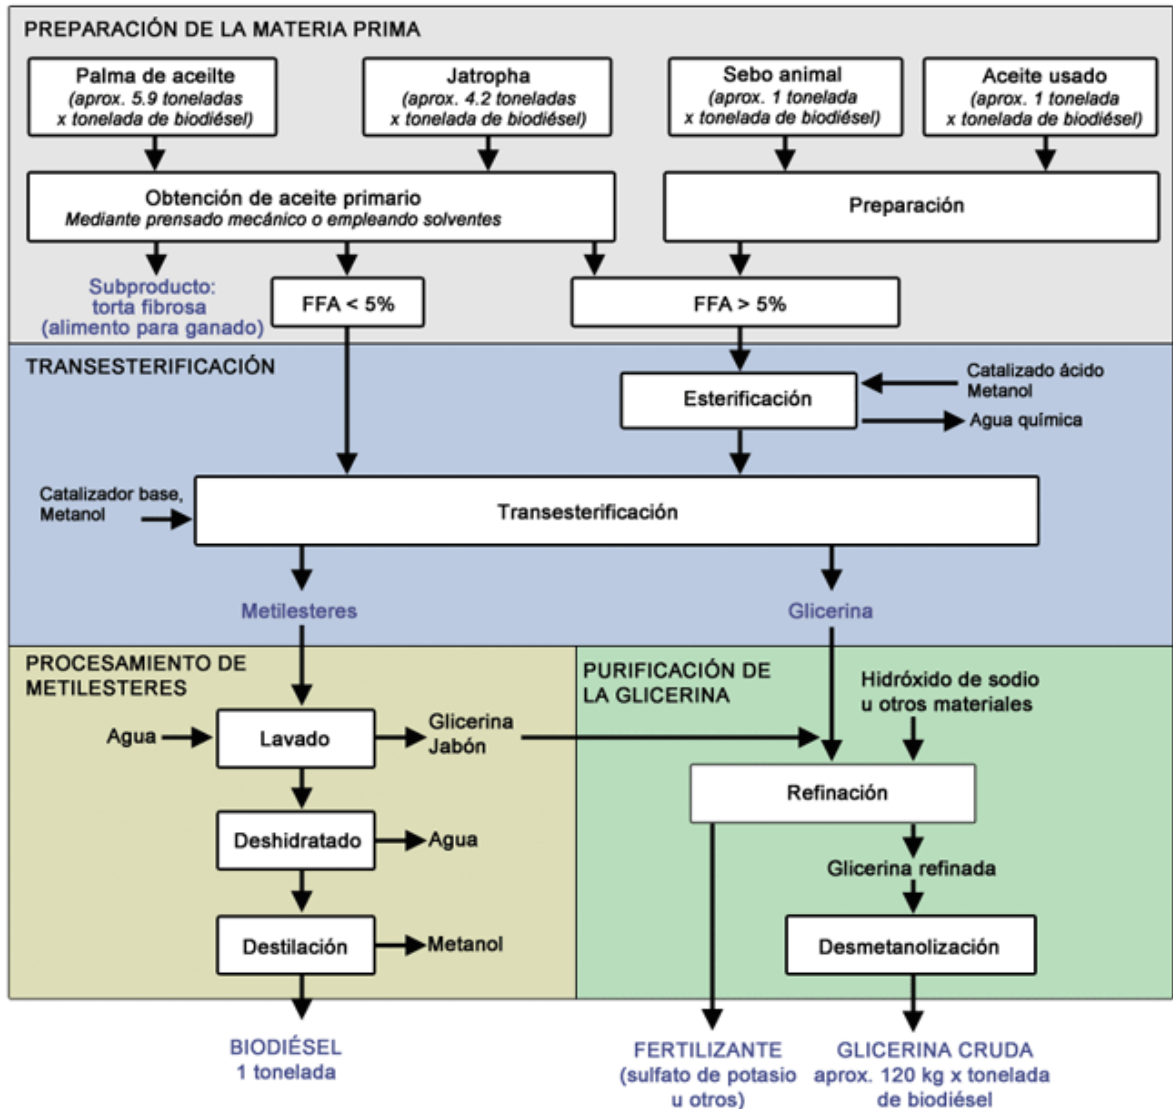 PREPARACIÓN DE LA MATERIA PRIMA
Palma de aceilte
(aprox. 5.9 toneladas
x tonelada de biodiésel)
Jatropha
(aprox. 4.2 toneladas
x tonelada de biodiésel)
Sebo animal
(aprox. 1 tonelada
x tonelada de biodiésel)
Aceite usado
(aprox. 1 tonelada
x tonelada de biodiésel)
Obtención de aceite primario
Mediante prensado mecánico o empleando solventes
Preparación
Subproducto:
torta fibrosa
(alimento para ganado)
FFA < 5%
FFA > 5%
TRANSESTERIFICACIÓN
Esterificación
Catalizado ácido
Metanol
Agua química
Catalizador base,
Metanol
Transesterificación
Metilesteres
Glicerina
PROCESAMIENTO DE
METILESTERES
Agua
Lavado
Glicerina
Jabón
Deshidratado
Agua
Destilación
Metanol
PURIFICACIÓN DE
LA GLICERINA
Hidróxido de sodio
u otros materiales
Refinación
Glicerina refinada
Desmetanolización
BIODIÉSEL
1 tonelada
FERTILIZANTE
(sulfato de potasio
u otros)
GLICERINA CRUDA
aprox. 120 kg x tonelada
de biodiésel